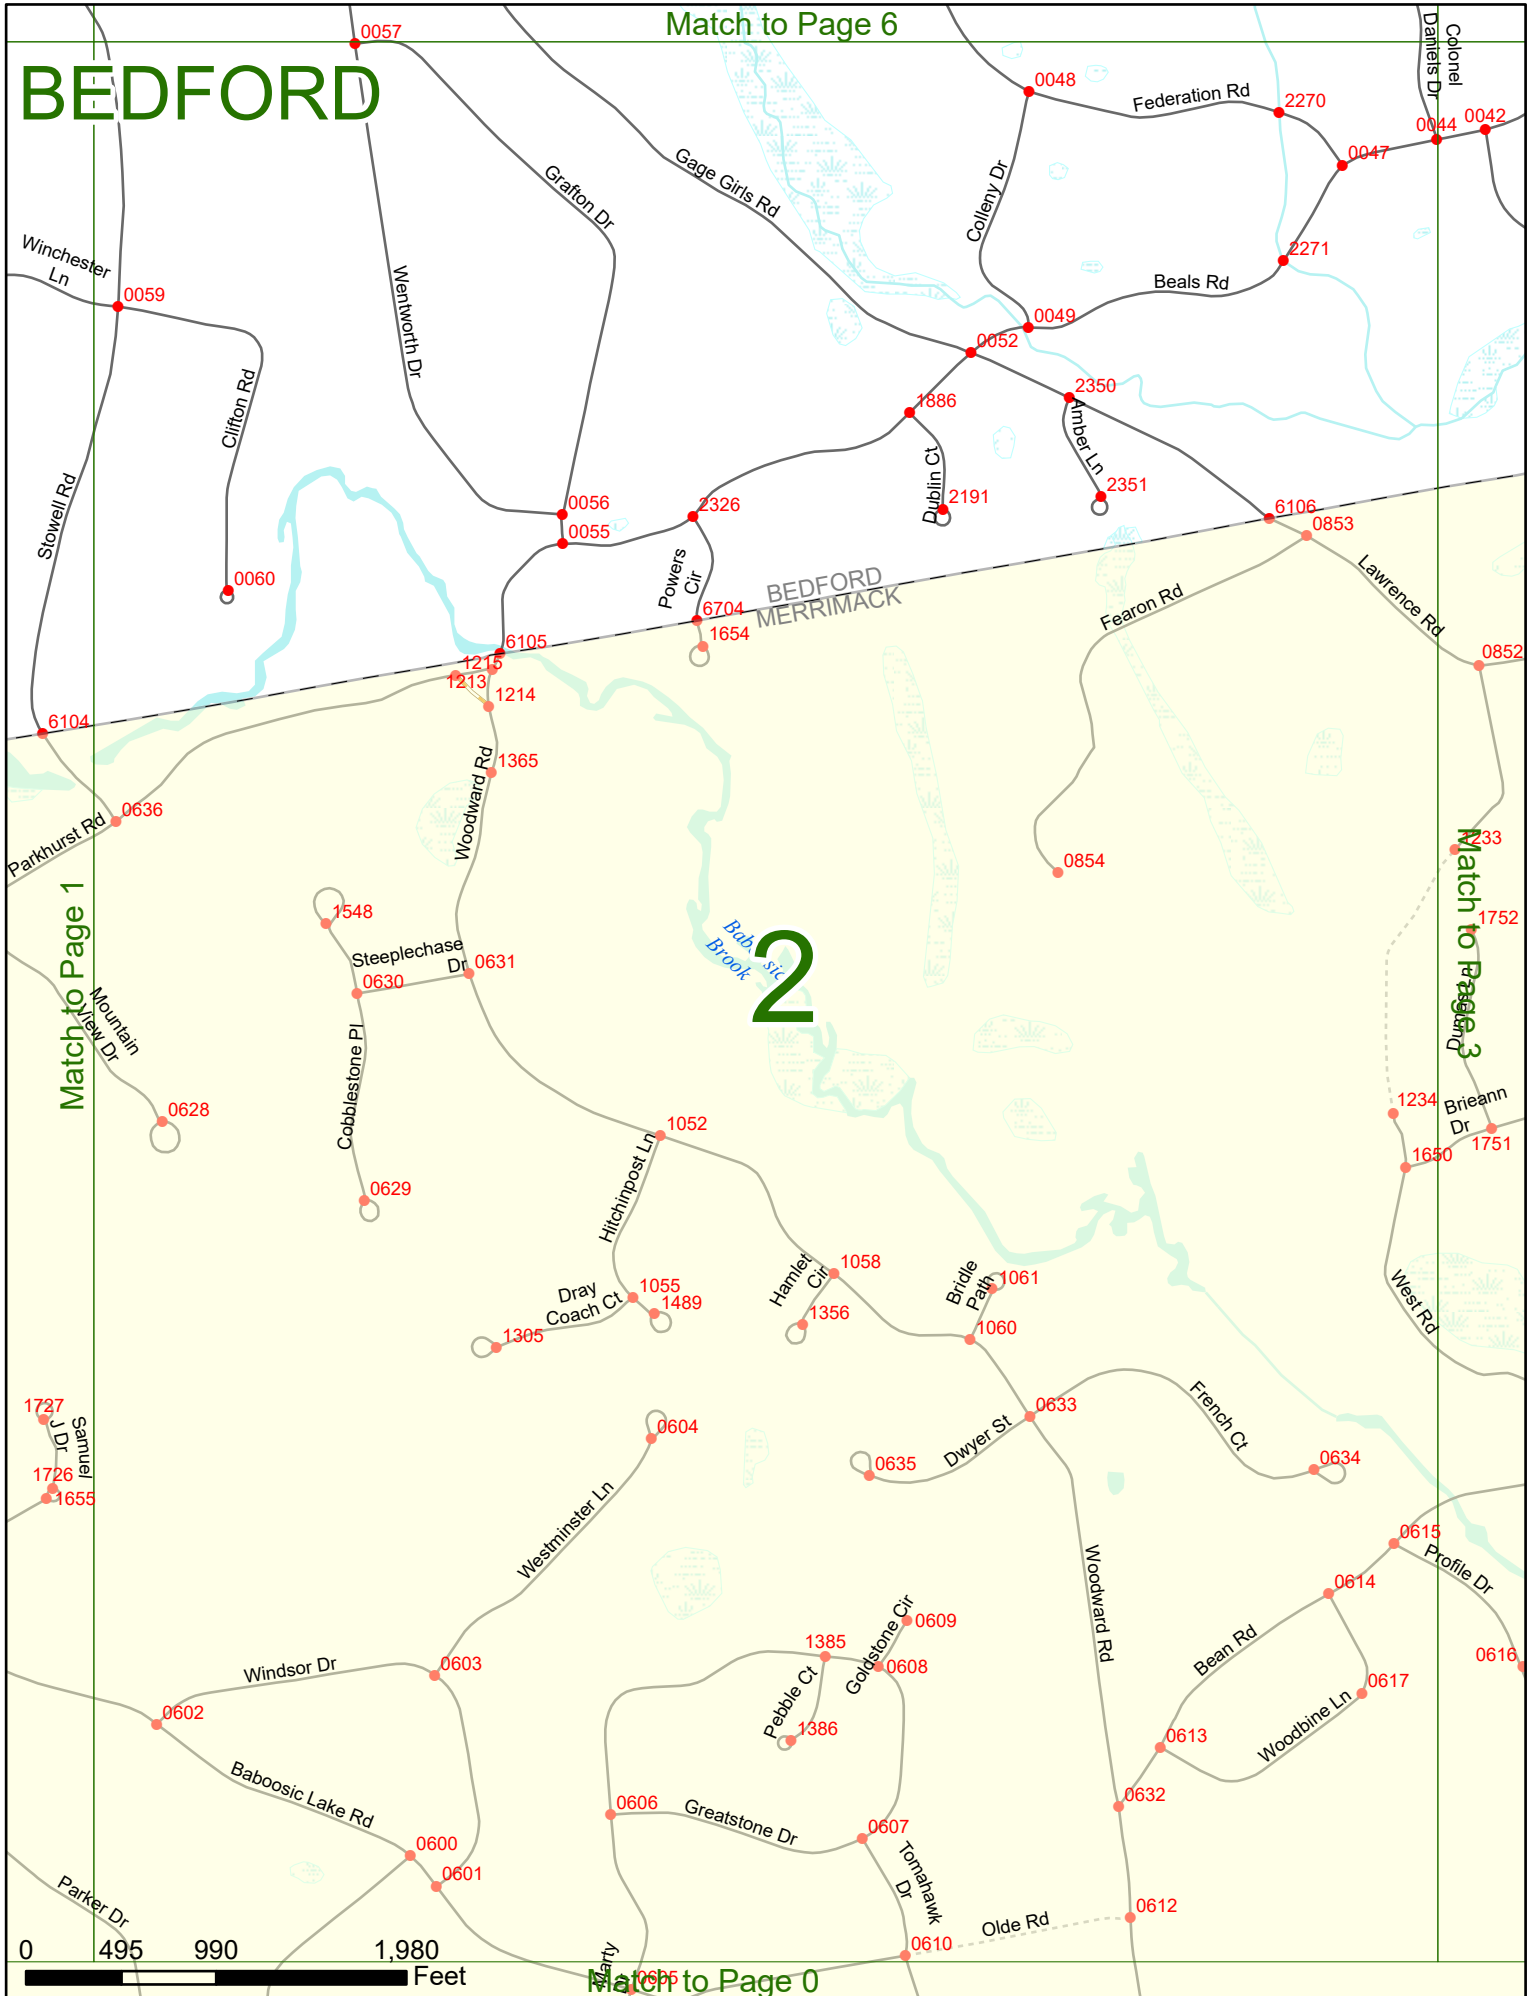 Match to Page 6
BEDFORD
0057
0048
Federation Rd
2270
Colonel
Daniels Dr
0044
0042
0047
Gage Girls Rd
Grafton Dr
Colleny Dr
2271
Winchester
Ln
0059
Wentworth Dr
Beals Rd
0049
0052
Clifton Rd
2350
1886
Amber Ln
Stowell Rd
Dublin Ct
2191
2351
0056
2326
0055
6106
0853
0060
Powers
Cir
BEDFORD
MERRIMACK
Fearon Rd
Lawrence Rd
6704
1654
6105
1215
1213
1214
0852
6104
Woodward Rd
1365
0636
Parkhurst Rd
1233
Match to Page 1
0854
Match to Page 3
1548
1752
Steeplechase
Dr
0631
0630
Brook
2
Mountain
View Dr
Cobblestone Pl
0628
1052
1234
Brieann
Dr
1751
1650
0629
Hitchinpost Ln
1058
Hamlet
Cir
Bridle
Path
1061
Dray
Coach Ct
1055
1489
1305
1356
1060
West Rd
1727
Samuel
J Dr
0604
0633
French Ct
Dwyer St
0635
0634
1726
1655
Westminster Ln
0615
Profile Dr
Woodward Rd
0614
Goldstone Cir
0609
Bean Rd
1385
0608
0616
Windsor Dr
0603
Pebble Ct
0617
0602
1386
0613
Woodbine Ln
Baboosic Lake Rd
0632
0606
Greatstone Dr
0607
0600
Tomahawk
Dr
0601
Parker Dr
0612
Olde Rd
0610
0 495 990 1,980
Feet
Marty
0605
Match to Page 0